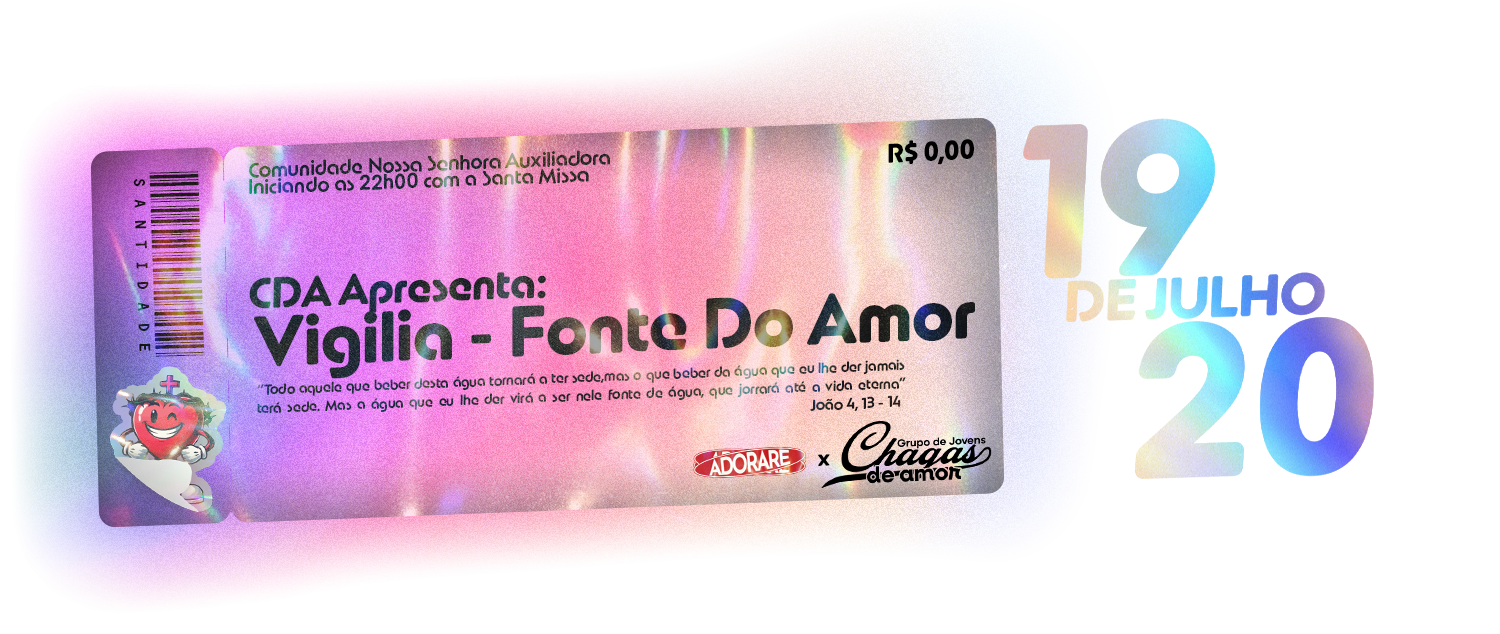 SANTIDADE
Comunidade Nossa Senhora Auxiliadora
Iniciando as 22h00 com a Santa Missa
R$ 0,00
CDA Apresenta:
Vigilia - Fonte Do Amor
"Todo aquele que beber desta água tornará a ter sede,mas o que beber da água que eu lhe der jamais
terá sede. Mas a água que eu lhe der virá a ser nele fonte de água, que jorrará até a vida eterna"
João 4, 13 - 14
ADORARE
x
Grupo de Jovens
Chagas
de amor
19
DE JULHO
20